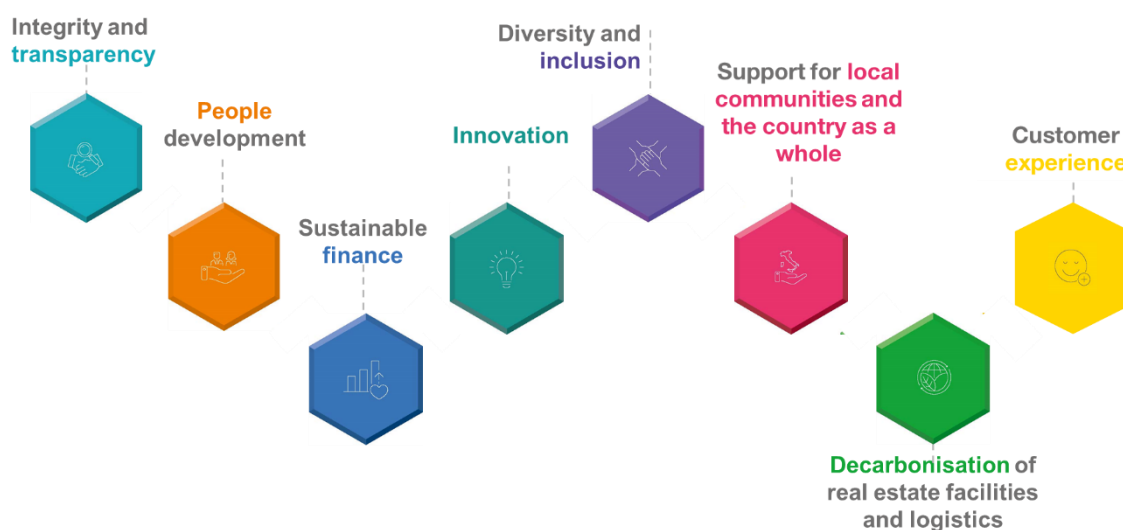 Integrity and
transparency
People
development
Sustainable
finance
Innovation
Diversity and
inclusion
Support for local
communities and
the country as a
whole
Decarbonisation of
real estate facilities
and logistics
Customer
experience